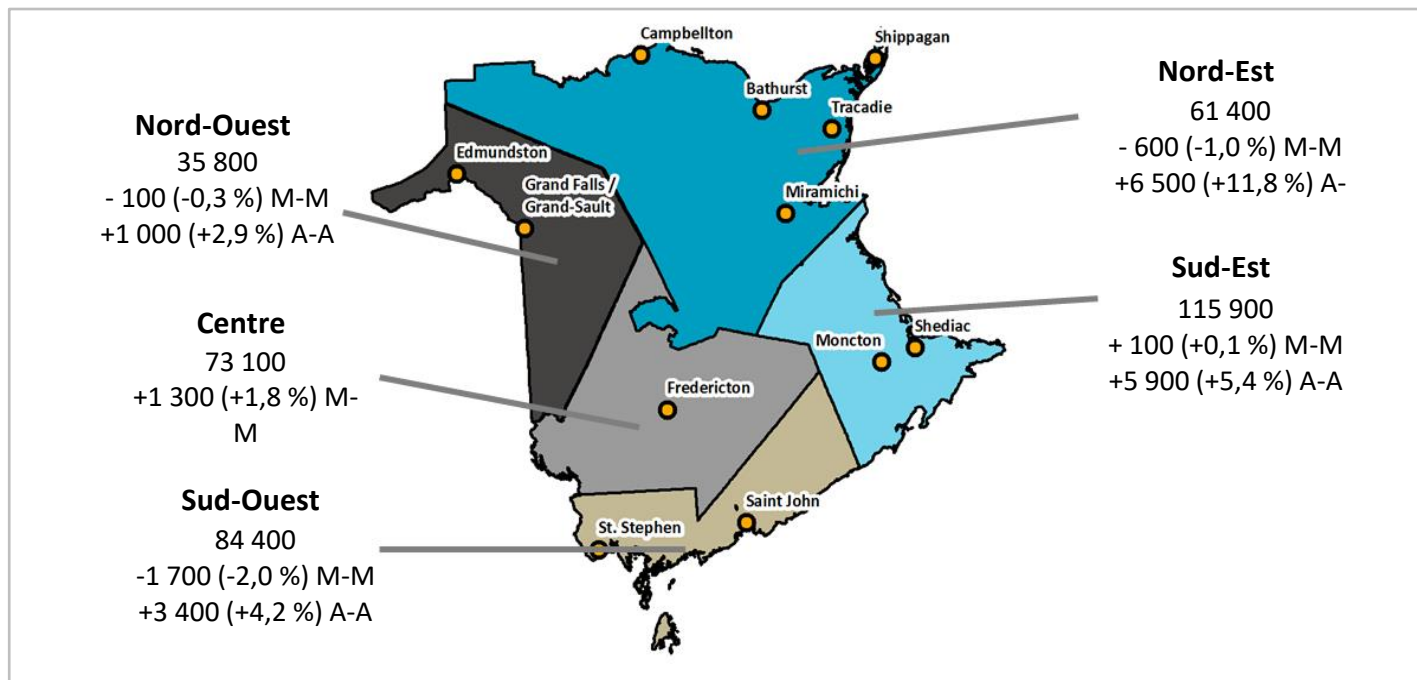 Nord-Ouest
35 800
- 100 (-0,3 %) M-M
+1 000 (+2,9 %) A-A
Centre
73 100
+1 300 (+1,8 %) M-
M
Sud-Ouest
84 400
-1 700 (-2,0 %) M-M
+3 400 (+4,2 %) A-A
Campbellton
Shippagan
Bathurst
Tracadie
Edmundston
Grand Falls /
Grand-Sault
Miramichi
Moncton
Shediac
Fredericton
Saint John
St. Stephen
Nord-Est
61 400
- 600 (-1,0 %) M-M
+6 500 (+11,8 %) A-
Sud-Est
115 900
+ 100 (+0,1 %) M-M
+5 900 (+5,4 %) A-A